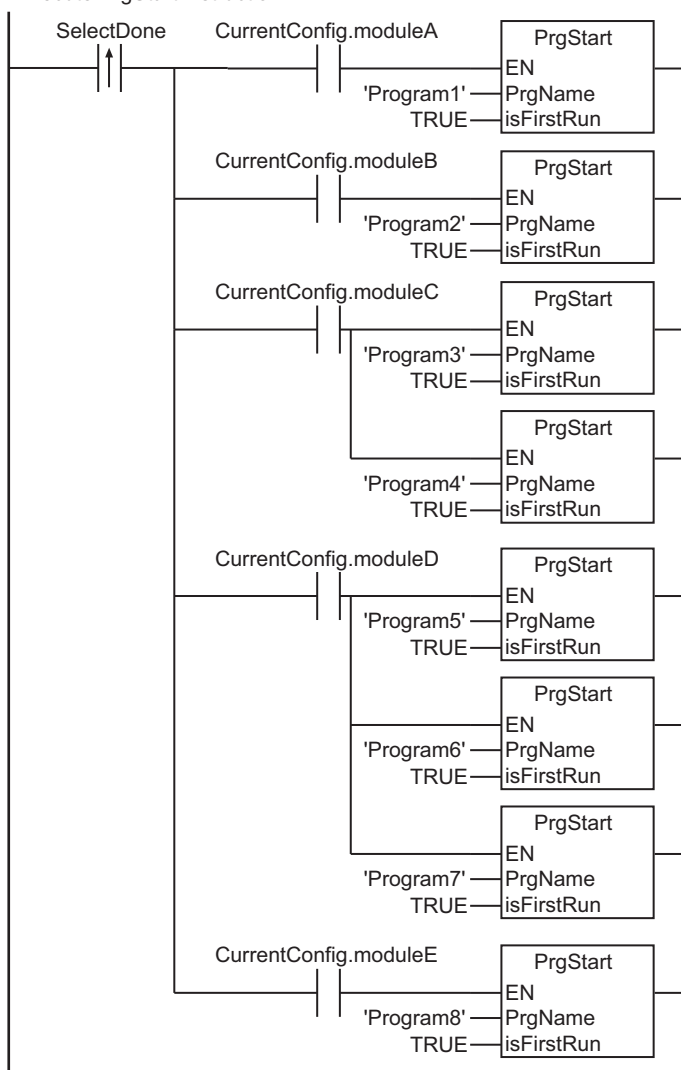 SelectDone
CurrentConfig.moduleA
PrgStart
EN
'Program1' PrgName
TRUE isFirstRun
CurrentConfig.moduleB
PrgStart
EN
'Program2' PrgName
TRUE isFirstRun
CurrentConfig.moduleC
PrgStart
EN
'Program3' PrgName
TRUE isFirstRun
PrgStart
EN
'Program4' PrgName
TRUE isFirstRun
CurrentConfig.moduleD
PrgStart
EN
'Program5' PrgName
TRUE isFirstRun
PrgStart
EN
'Program6' PrgName
TRUE isFirstRun
PrgStart
EN
'Program7' PrgName
TRUE isFirstRun
CurrentConfig.moduleE
PrgStart
EN
'Program8' PrgName
TRUE isFirstRun